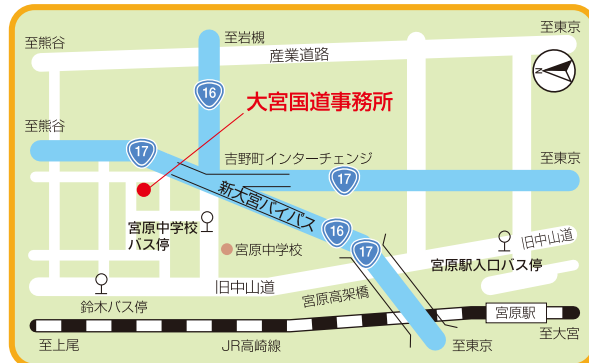 至東京
至熊谷
至岩槻
産業道路
N
16
大宮国道事務所
至熊谷
17
吉野町インターチェンジ
至東京
17
新大宮バイパス
宮原中学校
バス停
16
旧中山道
宮原中学校
17
宮原駅入口バス停
旧中山道
宮原高架橋
鈴木バス停
宮原駅
至上尾
JR高崎線
至東京
至大宮